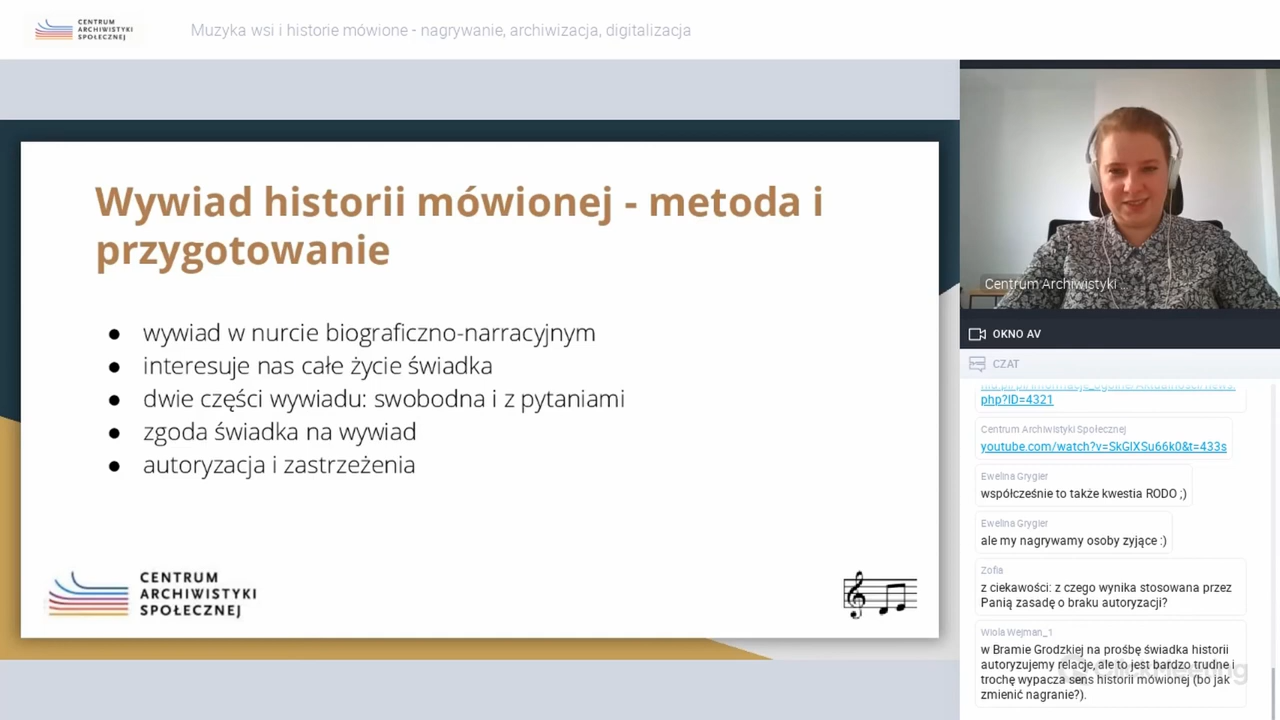 CENTRUM
ARCHIWISTYKI
SPOŁECZNEJ
Muzyka wsi i historie mówione - nagrywanie, archiwizacja, digitalizacja
Wywiad historii mówionej - metoda i
przygotowanie
● wywiad w nurcie biograficzno-narracyjnym
● interesuje nas całe życie świadka
● dwie części wywiadu: swobodna i z pytaniami
● zgoda świadka na wywiad
● autoryzacja i zastrzeżenia
CENTRUM
ARCHIWISTYKI
SPOŁECZNEJ
Centrum Archiwistyki ...
OKNO AV
CZAT
php?ID=4321
Centrum Archiwistyki Społecznej
youtube.com/watch?v=SkGlXSu66k0&t=433s
Ewelina Grygier
współcześnie to także kwestia RODO ;)
Ewelina Grygier
ale my nagrywamy osoby zyjące :)
Zofia
z ciekawości: z czego wynika stosowana przez
Panią zasadę o braku autoryzacji?
Wiola Wejman_1
w Bramie Grodzkiej na prośbę świadka historii
autoryzujemy relacje, ale to jest bardzo trudne i
trochę wypacza sens historii mówionej (bo jak
zmienić nagranie?).